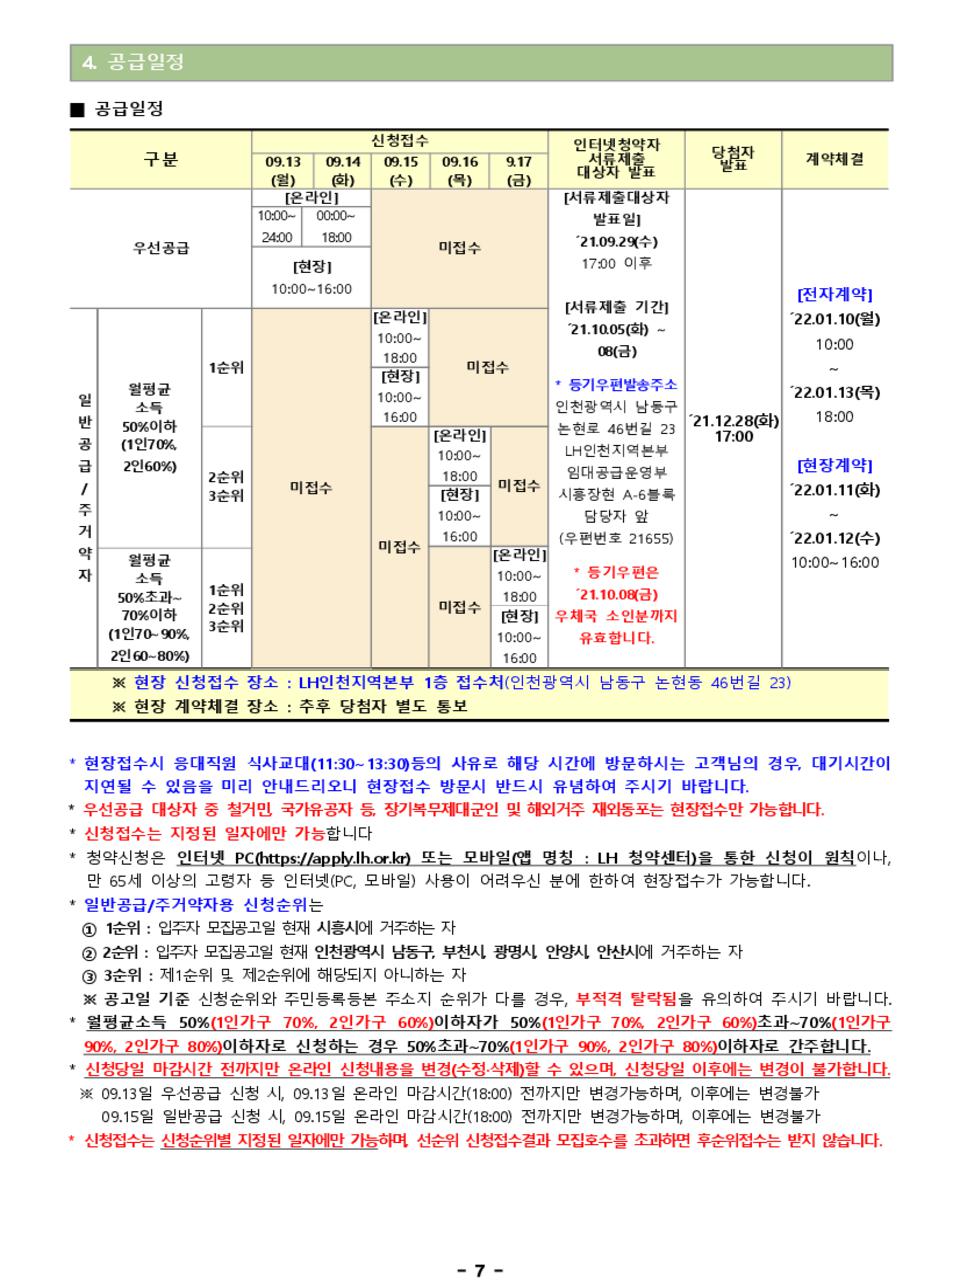 4. 공급일정
■ 공급일정
구분
신청접수
09.13
(월)
09.14
(화)
09.15
(수)
09.16
(목)
9.17
(금)
인터넷청약자
서류제출
대상자 발표
당첨자
발표
계약체결
우선공급
[온라인]
10:00~
24:00
00:00~
18:00
[현장]
10:00~16:00
미접수
[서류제출대상자
발표일]
´21.09.29(수)
17:00 이후
[서류제출 기간]
´21.10.05(화) ~
08(금)
* 등기우편발송주소
인천광역시 남동구
논현로 46번길 23
LH인천지역본부
임대공급운영부
시흥장현 A-6블록
담당자 앞
(우편번호 21655)
* 등기우편은
´21.10.08(금)
우체국 소인분까지
유효합니다.
´21.12.28(화)
17:00
[전자계약]
´22.01.10(월)
10:00
~
´22.01.13(목)
18:00
[현장계약]
´22.01.11(화)
~
´22.01.12(수)
10:00~16:00
일
반
공
급
/
주
거
약
자
월평균
소득
50%이하
(1인70%,
2인60%)
1순위
미접수
[온라인]
10:00~
18:00
[현장]
10:00~
16:00
미접수
2순위
3순위
미접수
[온라인]
10:00~
18:00
[현장]
10:00~
16:00
미접수
월평균
소득
50%초과~
70%이하
(1인70~90%,
2인60~80%)
1순위
2순위
3순위
미접수
[온라인]
10:00~
18:00
[현장]
10:00~
16:00
※ 현장 신청접수 장소 : LH인천지역본부 1층 접수처(인천광역시 남동구 논현동 46번길 23)
※ 현장 계약체결 장소 : 추후 당첨자 별도 통보
* 현장접수시 응대직원 식사교대(11:30~13:30)등의 사유로 해당 시간에 방문하시는 고객님의 경우, 대기시간이
지연될 수 있음을 미리 안내드리오니 현장접수 방문시 반드시 유념하여 주시기 바랍니다.
* 우선공급 대상자 중 철거민, 국가유공자 등, 장기복무제대군인 및 해외거주 재외동포는 현장접수만 가능합니다.
* 신청접수는 지정된 일자에만 가능합니다
* 청약신청은 인터넷 PC(https://apply.lh.or.kr) 또는 모바일(앱 명칭 : LH 청약센터)을 통한 신청이 원칙이나,
만 65세 이상의 고령자 등 인터넷(PC, 모바일) 사용이 어려우신 분에 한하여 현장접수가 가능합니다.
* 일반공급/주거약자용 신청순위는
① 1순위 : 입주자 모집공고일 현재 시흥시에 거주하는 자
② 2순위 : 입주자 모집공고일 현재 인천광역시 남동구, 부천시, 광명시, 안양시, 안산시에 거주하는 자
③ 3순위 : 제1순위 및 제2순위에 해당되지 아니하는 자
※ 공고일 기준 신청순위와 주민등록등본 주소지 순위가 다를 경우, 부적격 탈락됨을 유의하여 주시기 바랍니다.
* 월평균소득 50%(1인가구 70%, 2인가구 60%)이하자가 50%(1인가구 70%, 2인가구 60%)초과~70%(1인가구
90%, 2인가구 80%)이하자로 신청하는 경우 50%초과~70%(1인가구 90%, 2인가구 80%)이하자로 간주합니다.
* 신청당일 마감시간 전까지만 온라인 신청내용을 변경(수정·삭제)할 수 있으며, 신청당일 이후에는 변경이 불가합니다.
※ 09.13일 우선공급 신청 시, 09.13일 온라인 마감시간(18:00) 전까지만 변경가능하며, 이후에는 변경불가
09.15일 일반공급 신청 시, 09.15일 온라인 마감시간(18:00) 전까지만 변경가능하며, 이후에는 변경불가
* 신청접수는 신청순위별 지정된 일자에만 가능하며, 선순위 신청접수결과 모집호수를 초과하면 후순위접수는 받지 않습니다.
- 7 -